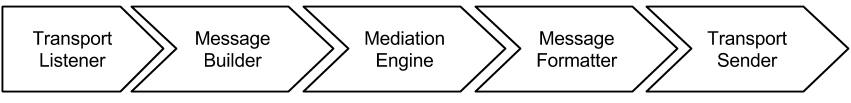 Transport
Listener
Message
Builder
Mediation
Engine
Message
Formatter
Transport
Sender